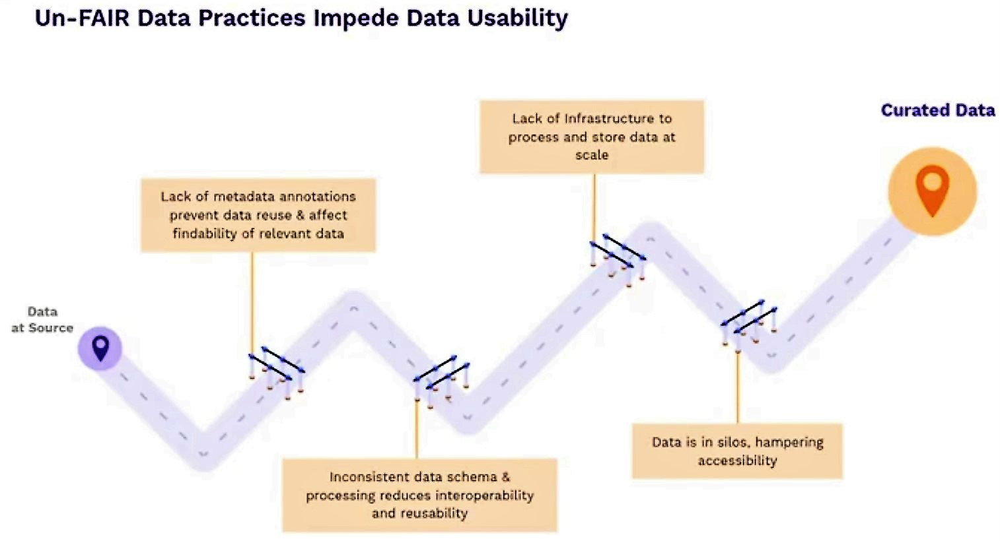 Un-FAIR Data Practices Impede Data Usability
Curated Data
Lack of Infrastructure to
process and store data at
scale
Lack of metadata annotations
prevent data reuse & affect
findability of relevant data
Data
at Source
Data is in silos, hampering
accessibility
Inconsistent data schema &
processing reduces interoperability
and reusability